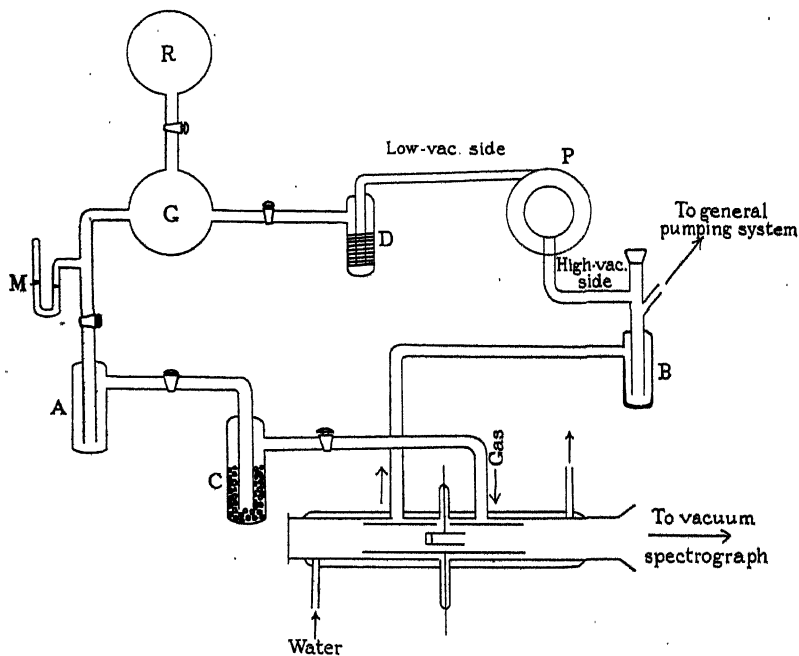 R
Low-vac. side
P
G
D
To general
pumping system
High-vac.
side
M
B
A
C
Gas
To vacuum
spectrograph
Water